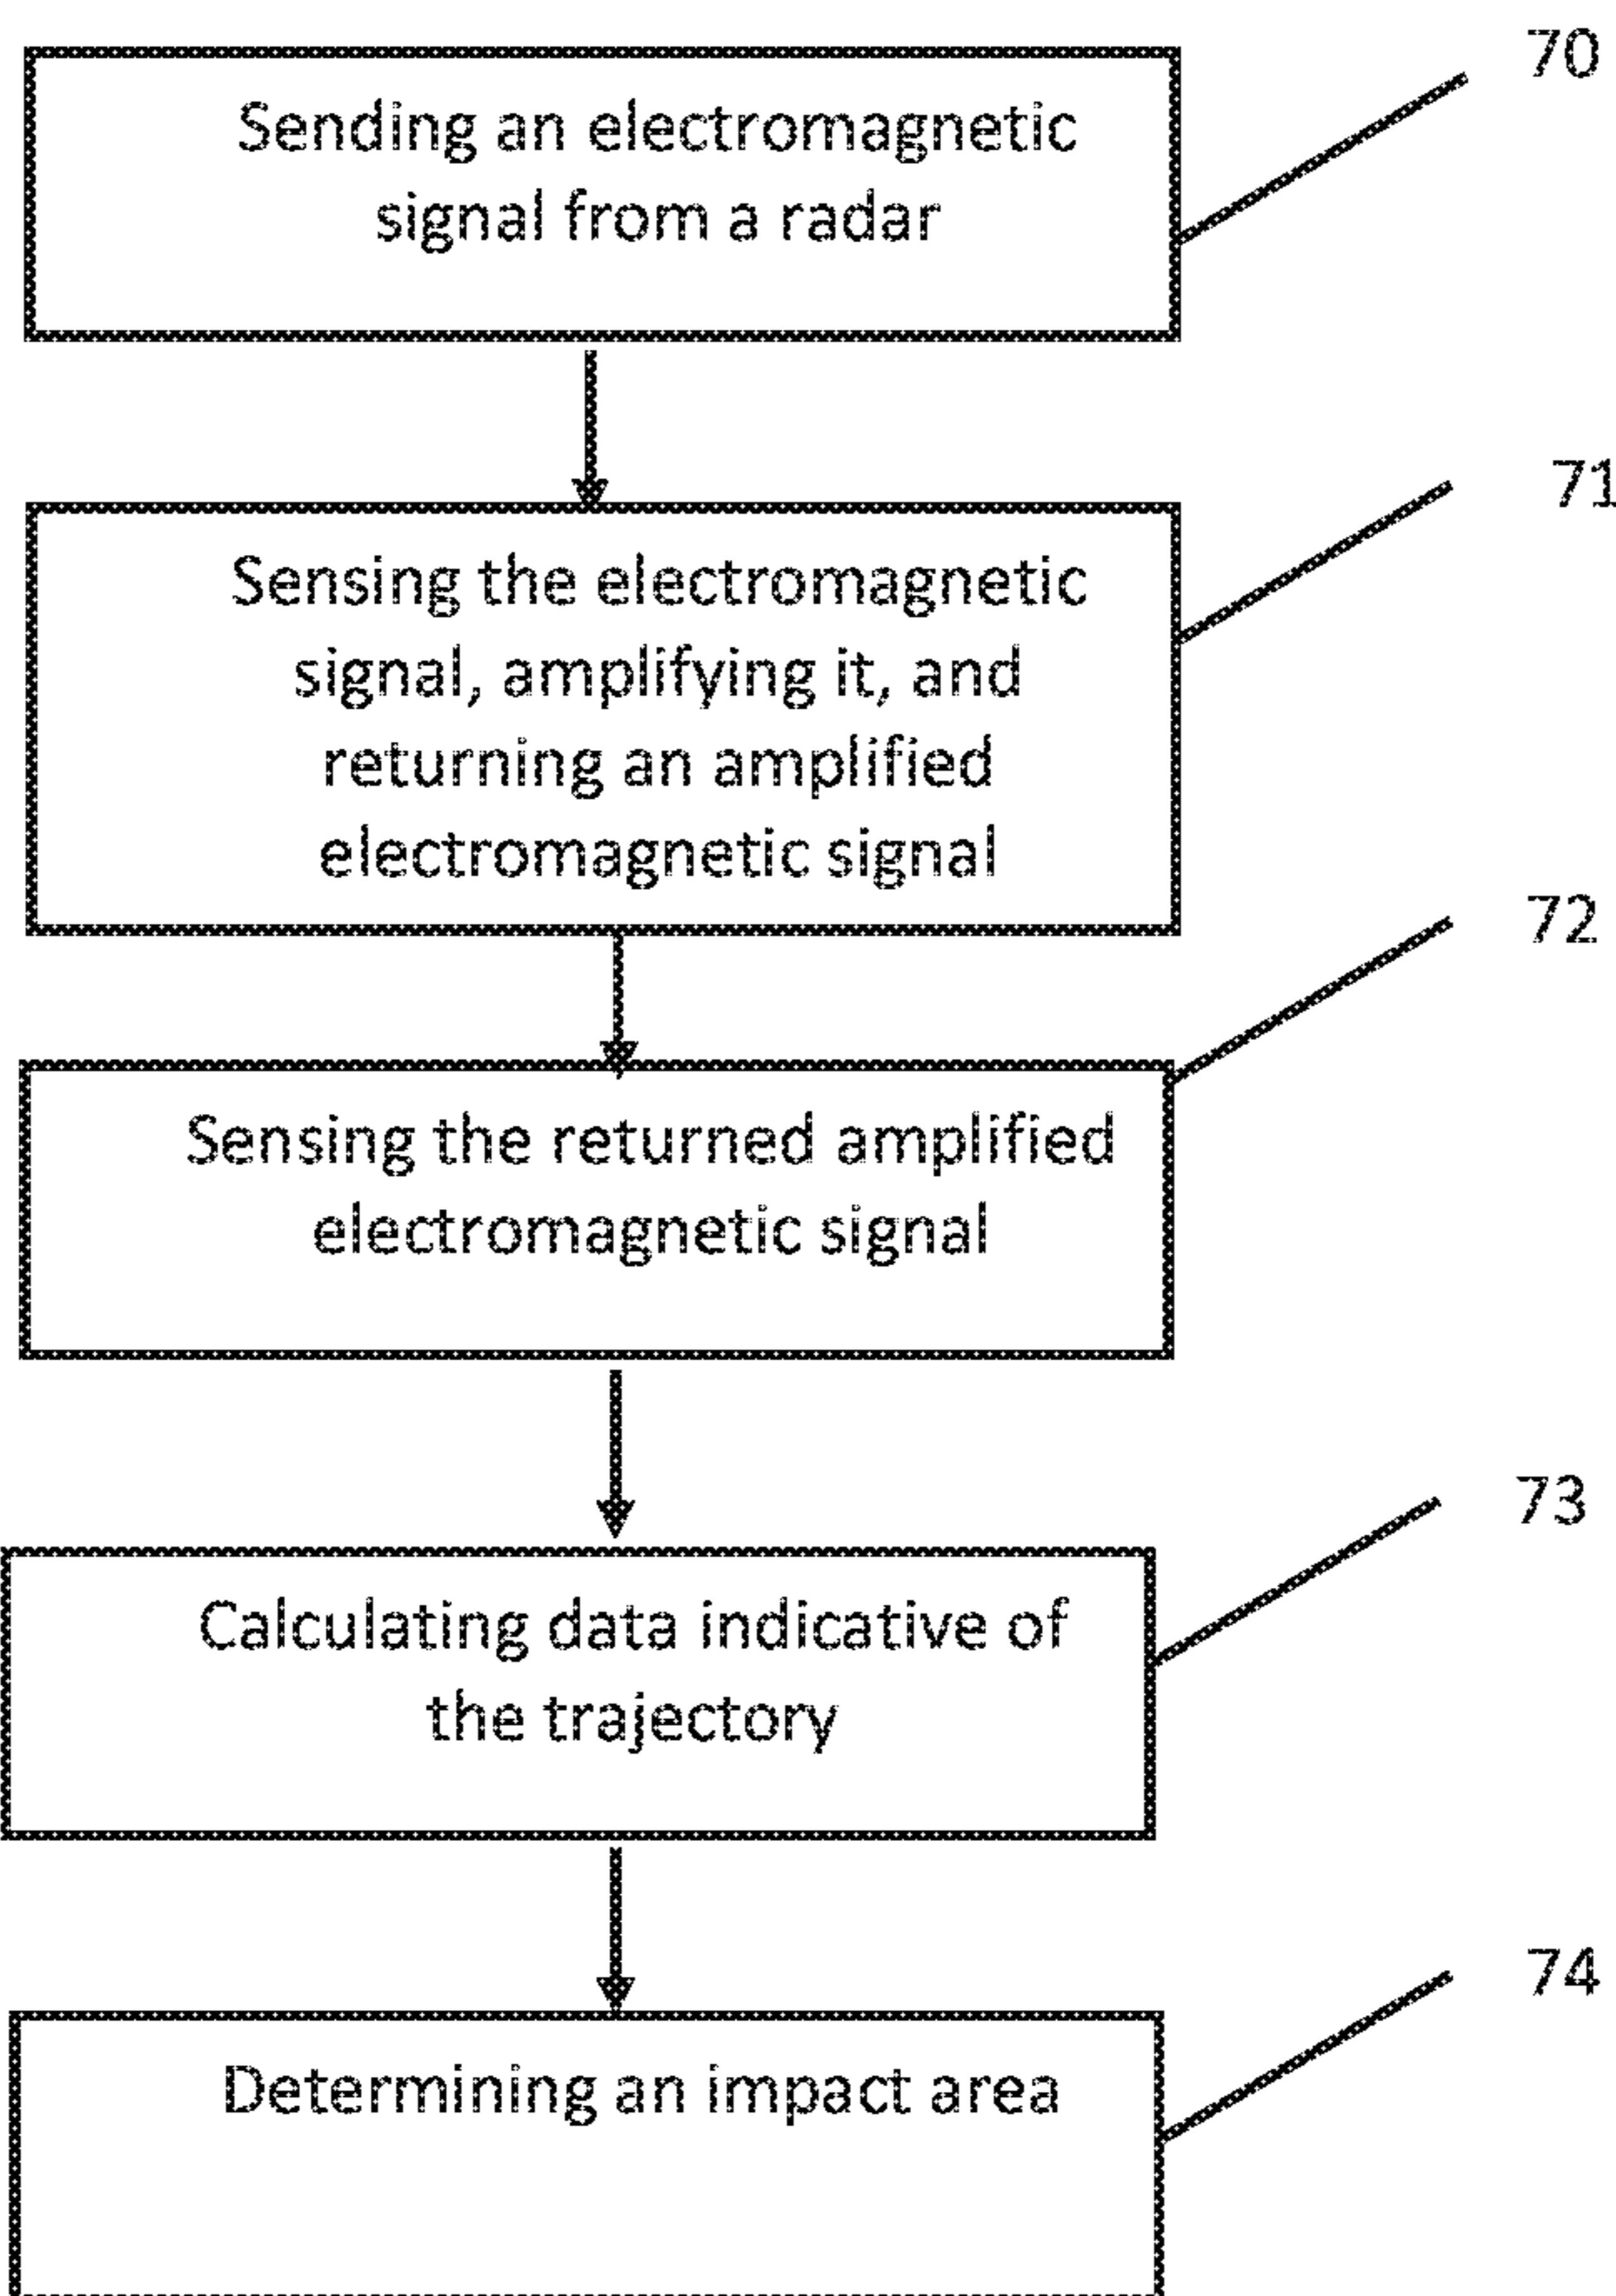 70
Sending an electromagnetic
signal from a radar
71
Sensing the electromagnetic
signal, amplifying it, and
returning an amplified
electromagnetic signal
72
Sensing the returned amplified
electromagnetic signal
73
Calculating data indicative of
the trajectory
74
Determining an impact area